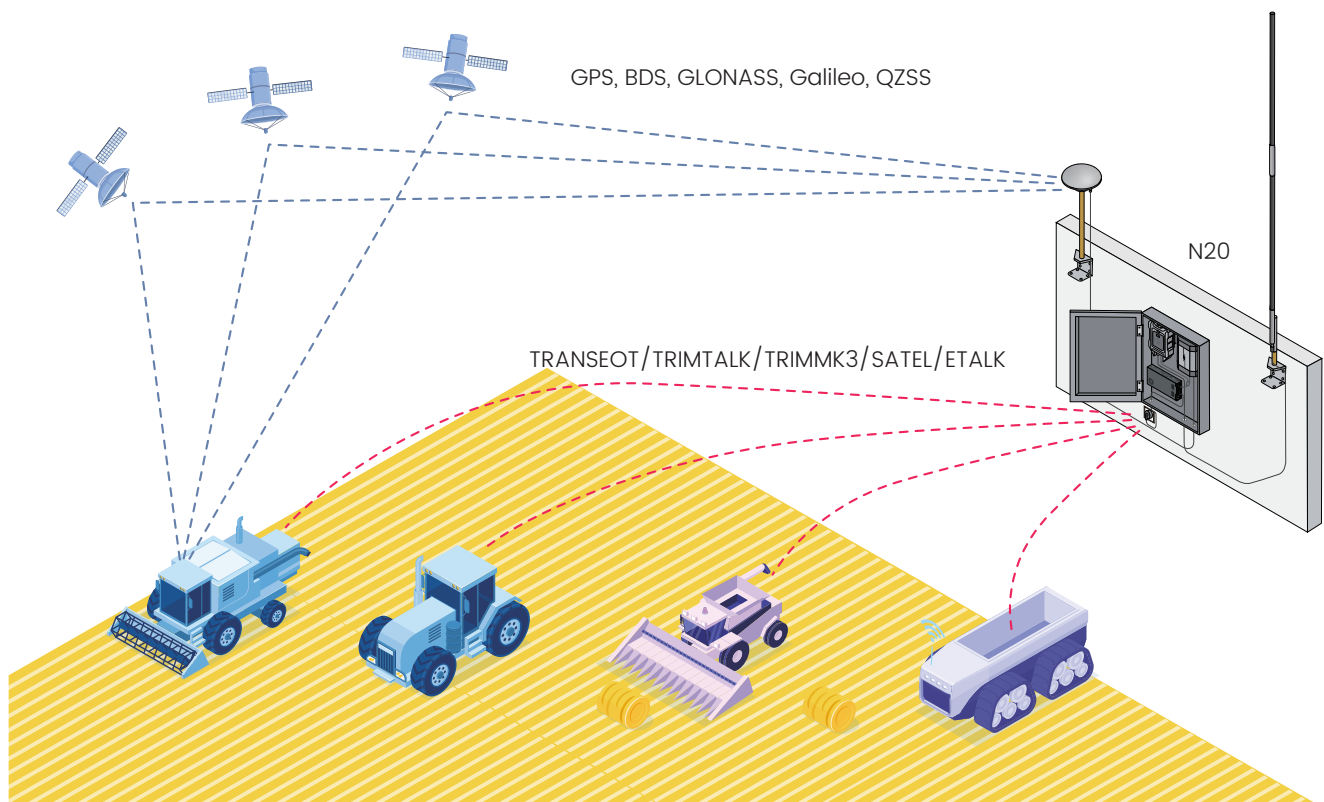 GPS, BDS, GLONASS, Galileo, QZSS
N20
TRANSEOT/TRIMTALK/TRIMMK3/SATEL/ETALK